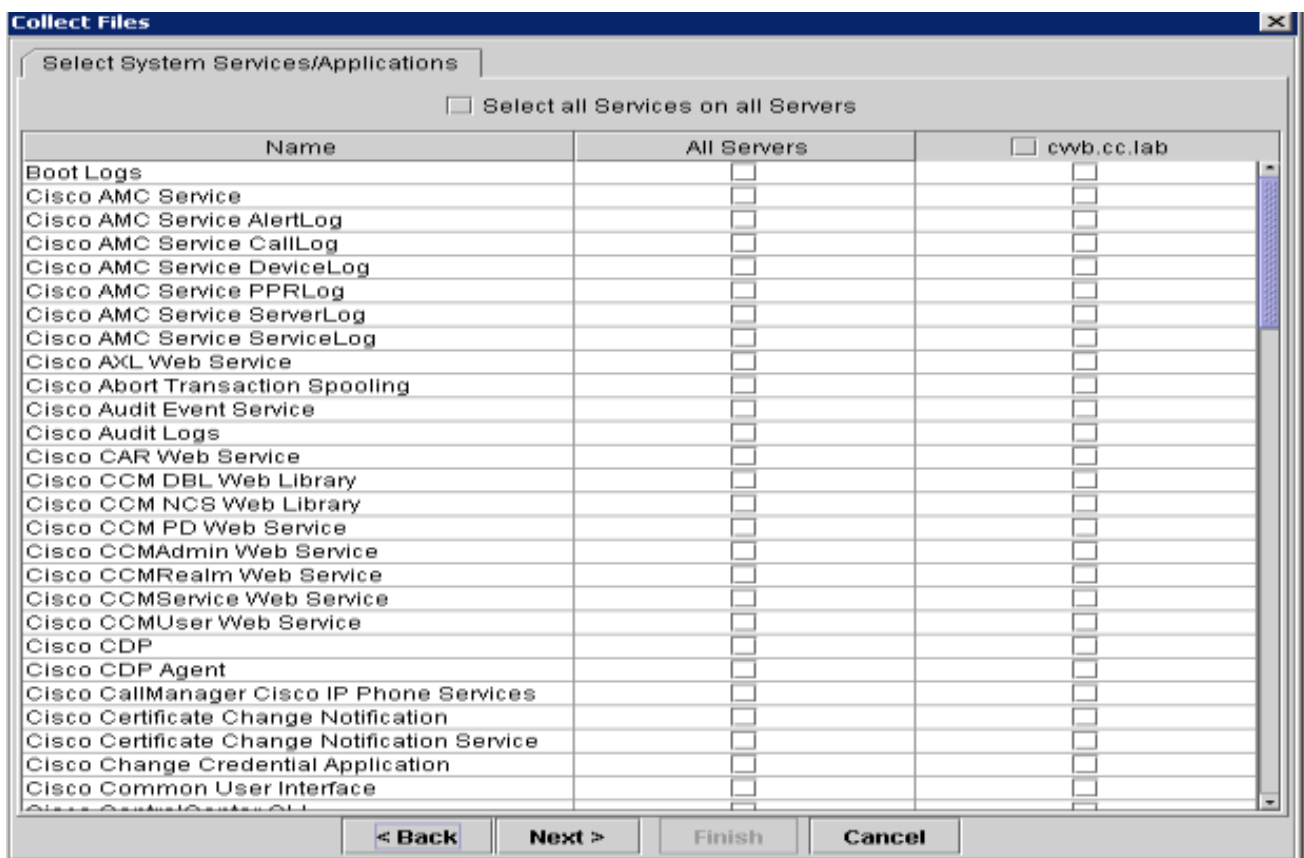 Collect Files
Select System Services/Applications
Select all Services on all Servers
Name All Servers cwb.cc.lab
Boot Logs
Cisco AMC Service
Cisco AMC Service AlertLog
Cisco AMC Service CallLog
Cisco AMC Service DeviceLog
Cisco AMC Service PPRLog
Cisco AMC Service ServerLog
Cisco AMC Service ServiceLog
Cisco AXL Web Service
Cisco Abort Transaction Spooling
Cisco Audit Event Service
Cisco Audit Logs
Cisco CAR Web Service
Cisco CCM DBL Web Library
Cisco CCM NCS Web Library
Cisco CCM PD Web Service
Cisco CCMAdmin Web Service
Cisco CCMRealm Web Service
Cisco CCMService Web Service
Cisco CCMUser Web Service
Cisco CDP
Cisco CDP Agent
Cisco CallManager Cisco IP Phone Services
Cisco Certificate Change Notification
Cisco Certificate Change Notification Service
Cisco Change Credential Application
Cisco Common User Interface
< Back Next > Finish Cancel